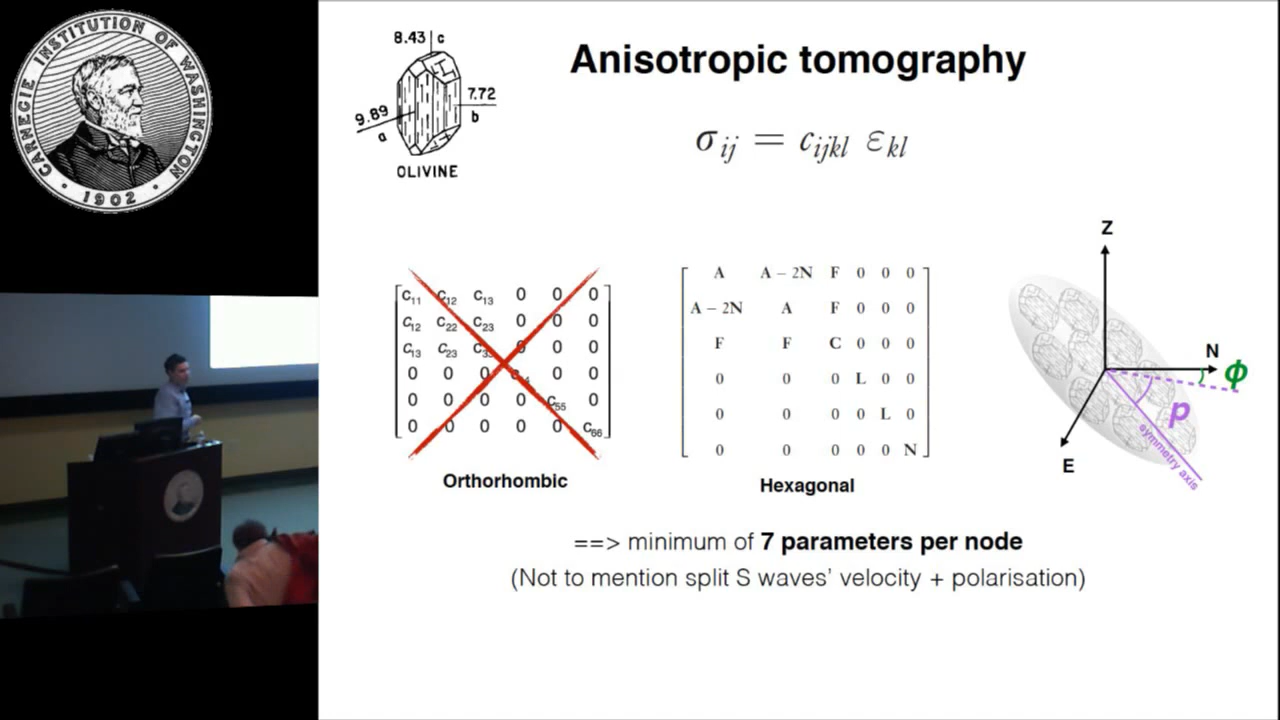 CARNEGIE INSTITUTION OF WASHINGTON
· 1902 ·
8.43 c
9.89
a
7.72
b
OLIVINE
Anisotropic tomography
σij = cijkl εkl
c11 c12 c13 0 0 0
c12 c22 c23 0 0 0
c13 c23 c33 0 0 0
0 0 0 c44 0 0
0 0 0 0 c55 0
0 0 0 0 0 c66
Orthorhombic
A A – 2N F 0 0 0
A – 2N A F 0 0 0
F F C 0 0 0
0 0 0 L 0 0
0 0 0 0 L 0
0 0 0 0 0 N
Hexagonal
Z
N
ϕ
p
symmetry axis
E
==> minimum of 7 parameters per node
(Not to mention split S waves' velocity + polarisation)